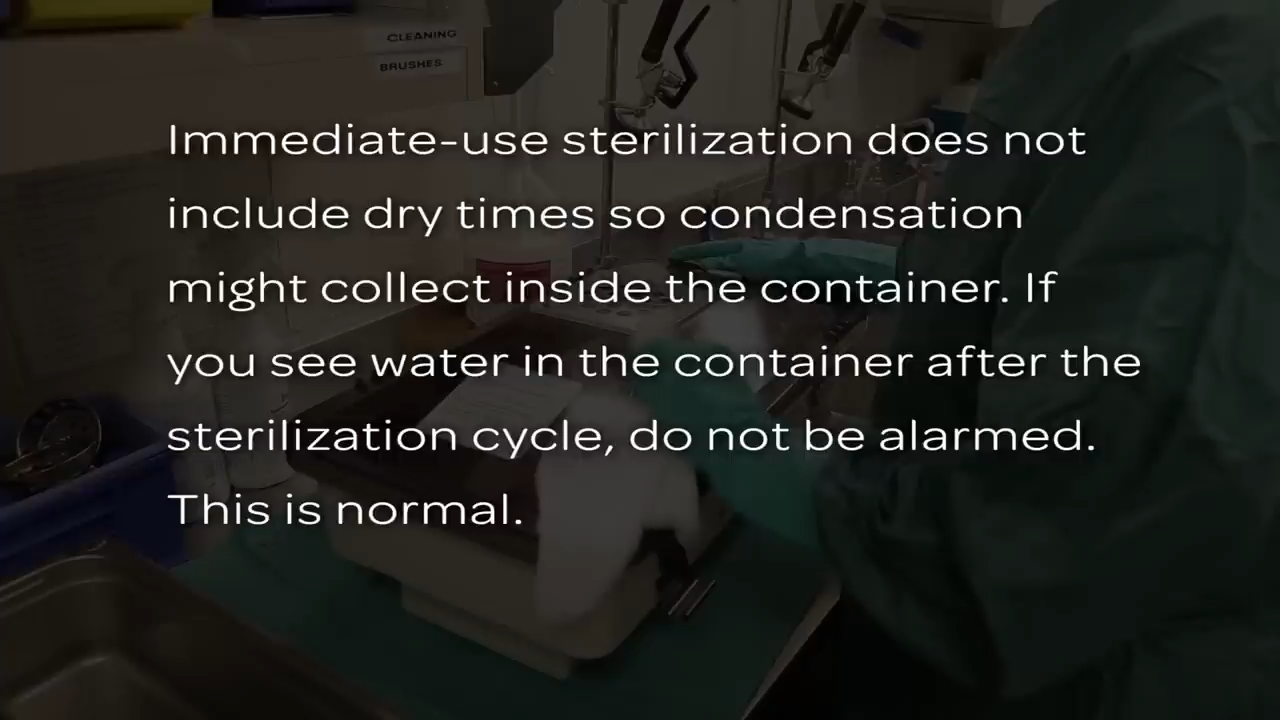 CLEANING
BRUSHES
Immediate-use sterilization does not
include dry times so condensation
might collect inside the container. If
you see water in the container after the
sterilization cycle, do not be alarmed.
This is normal.